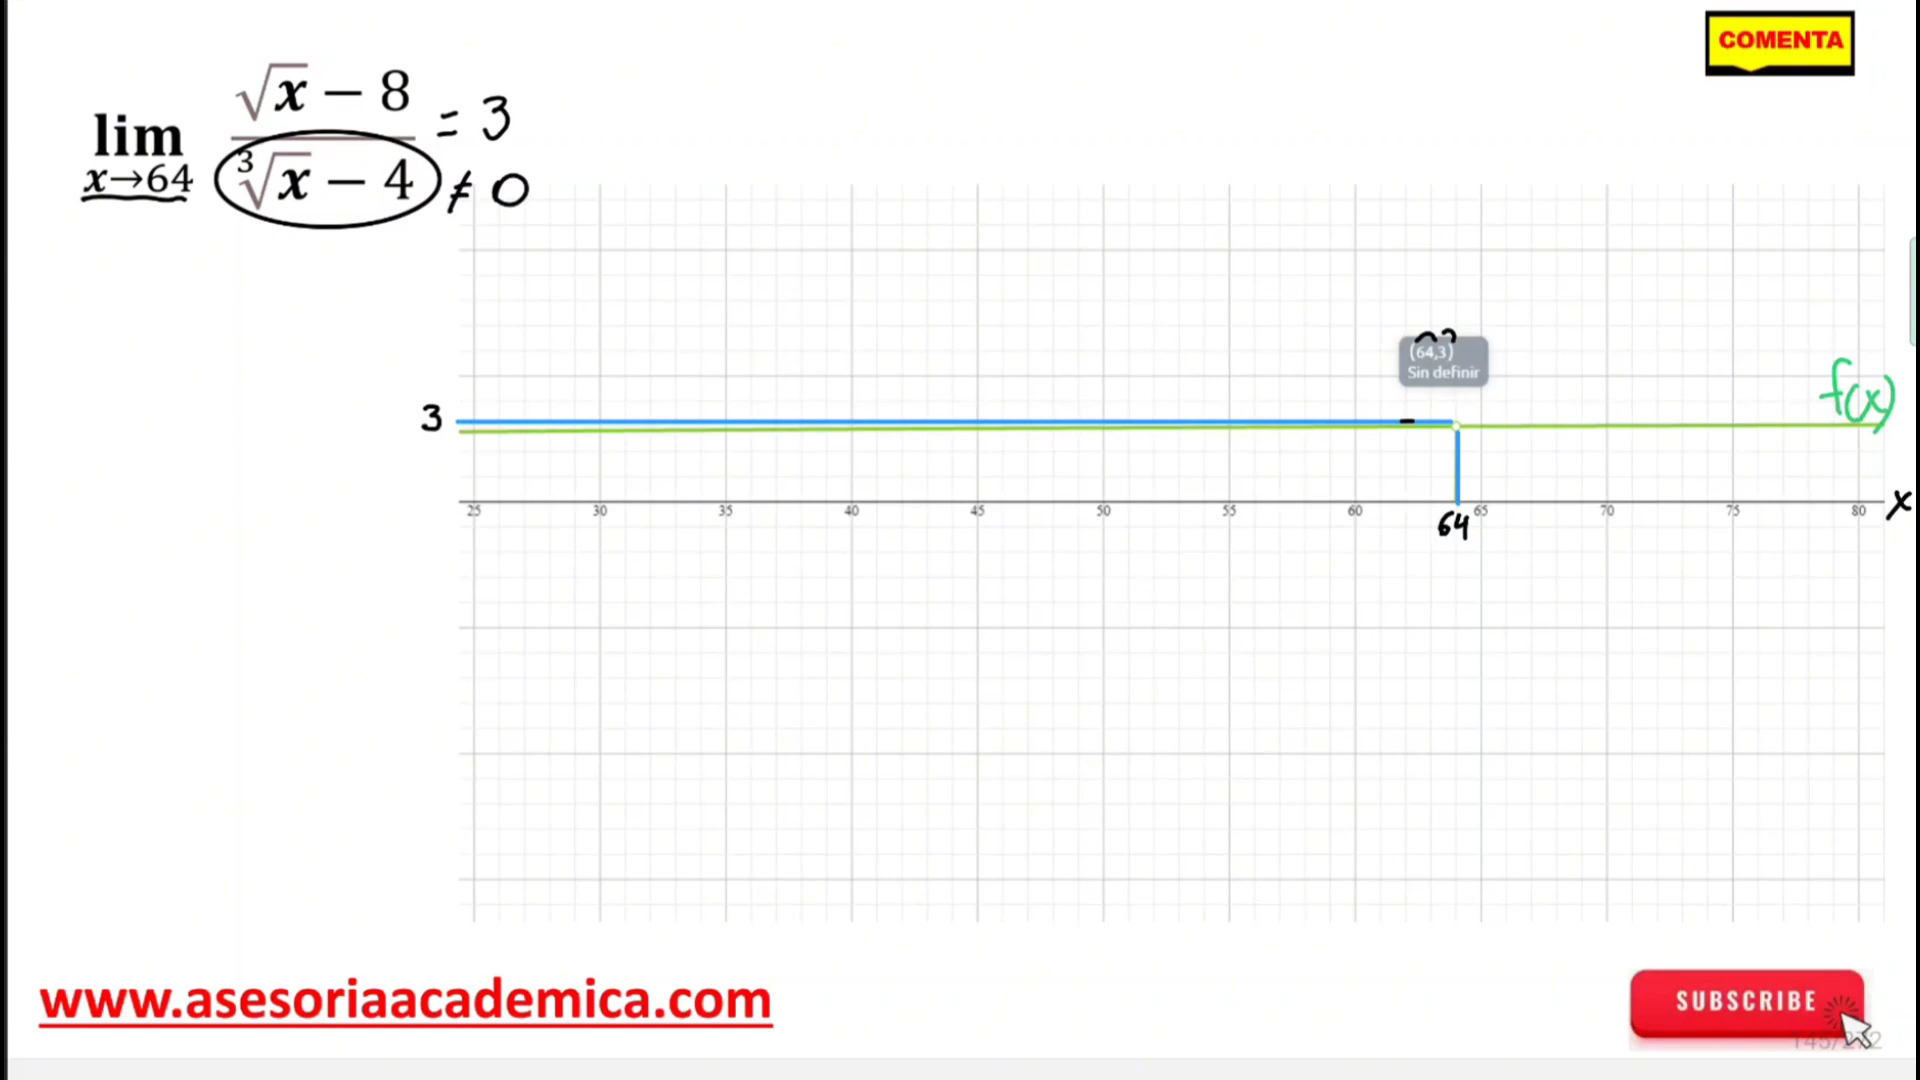 COMENTA
lim x→64 (√x − 8)/(∛x − 4) = 3
≠ 0
(64,3)
Sin definir
f(x)
3
25 30 35 40 45 50 55 60 65 70 75 80 x
64
www.asesoriaacademica.com
SUBSCRIBE